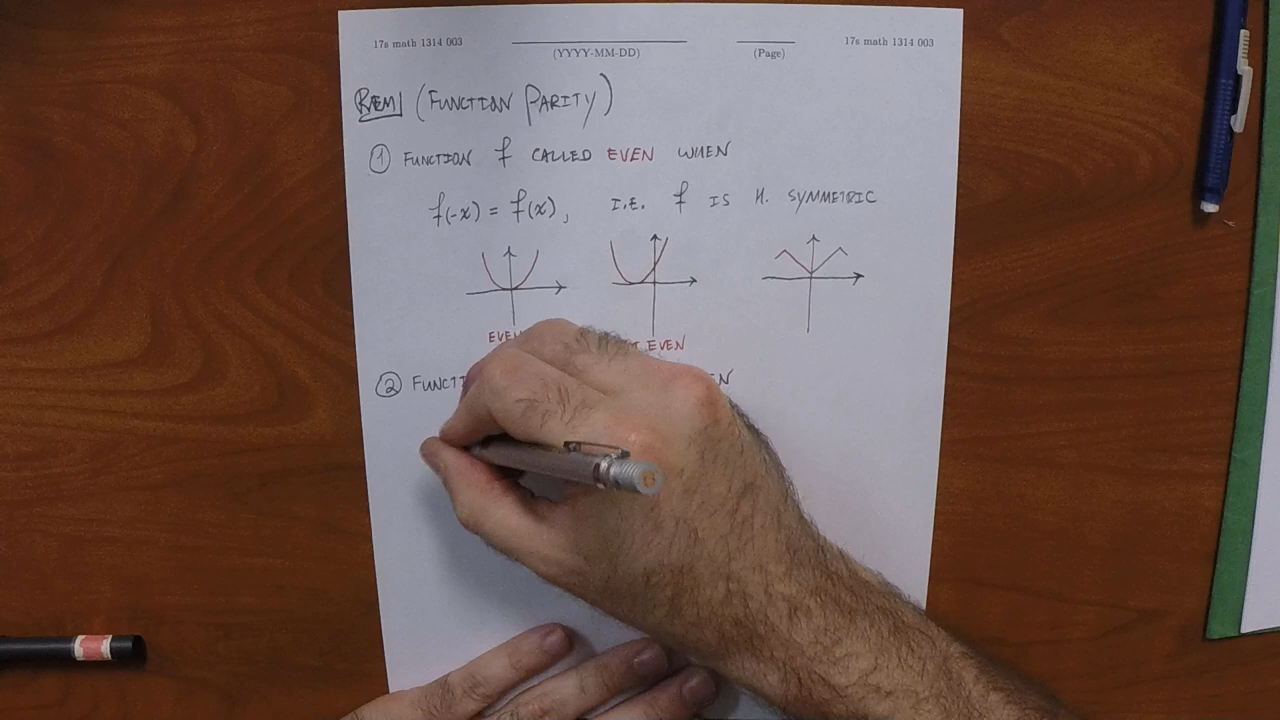 17s math 1314 003 (YYYY-MM-DD) (Page) 17s math 1314 003
REM (FUNCTION PARITY)
① FUNCTION f CALLED EVEN WHEN
f(-x) = f(x), I.E. f IS H. SYMMETRIC
EVEN EVEN
②